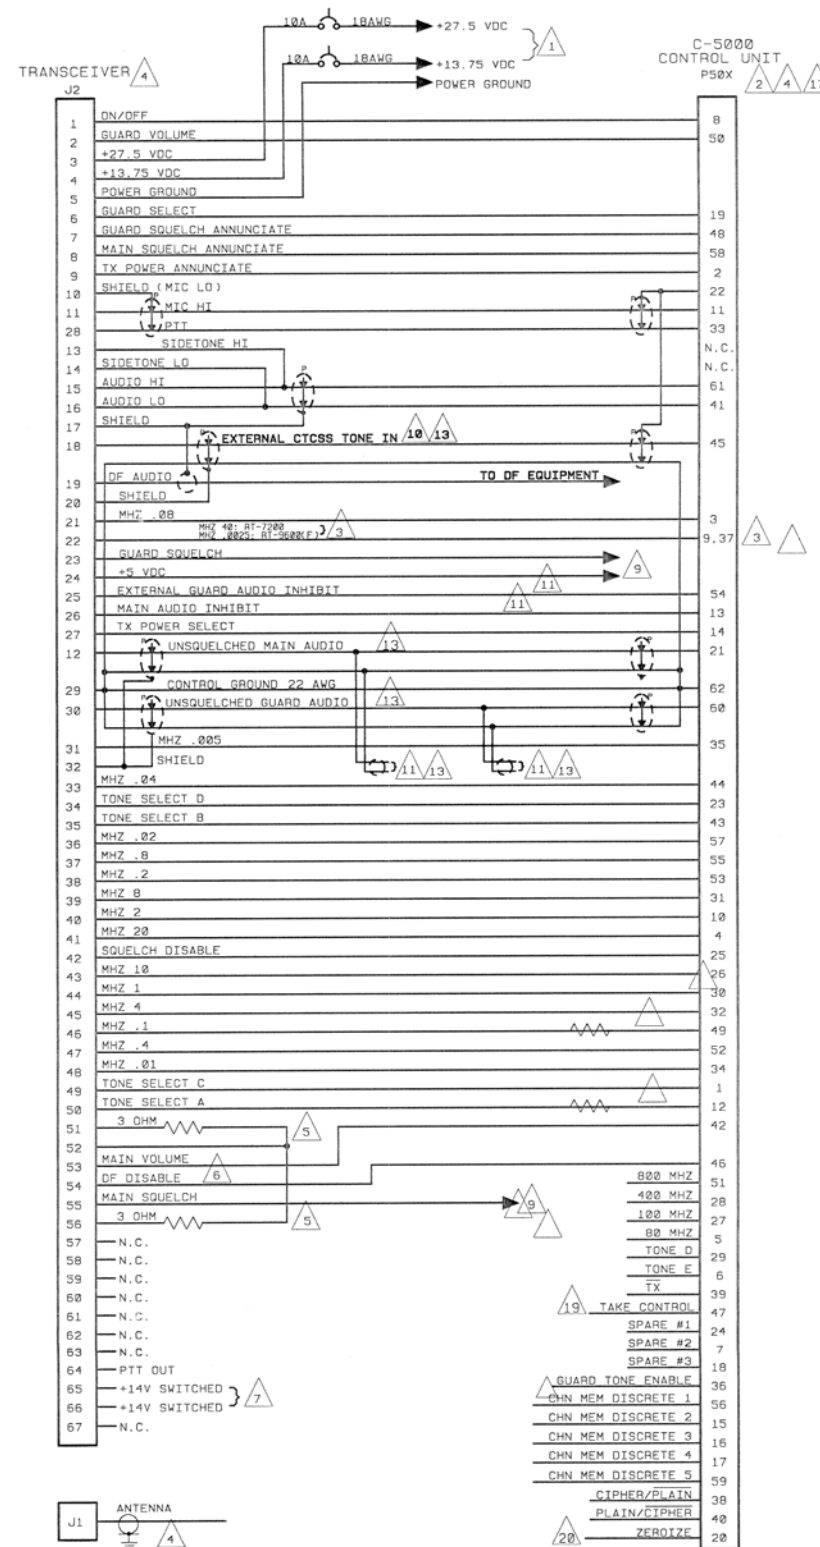 10A 18AWG +27.5 VDC
1
10A 18AWG +13.75 VDC
POWER GROUND
C-5000
CONTROL UNIT
P50X 2 4 17
TRANSCEIVER 4
J2
1 ON/OFF 8
2 GUARD VOLUME 50
3 +27.5 VDC
4 +13.75 VDC
5 POWER GROUND
6 GUARD SELECT 19
7 GUARD SQUELCH ANNUNCIATE 48
8 MAIN SQUELCH ANNUNCIATE 58
9 TX POWER ANNUNCIATE 2
10 SHIELD (MIC LO) P P 22
11 MIC HI 11
28 PTT 33
13 SIDETONE HI N.C.
14 SIDETONE LO P N.C.
15 AUDIO HI 61
16 AUDIO LO 41
17 SHIELD P P
18 EXTERNAL CTCSS TONE IN 10 13 45
19 DF AUDIO TO DF EQUIPMENT
20 SHIELD
21 MHZ .08 3
MHZ 40: RT-7200
MHZ .0025: RT-9600(F) 3
22 9.37 3
23 GUARD SQUELCH
24 +5 VDC 9
25 EXTERNAL GUARD AUDIO INHIBIT 11 54
26 MAIN AUDIO INHIBIT 11 13
27 TX POWER SELECT 14
12 P UNSQUELCHED MAIN AUDIO 13 P 21
29 CONTROL GROUND 22 AWG 62
30 P UNSQUELCHED GUARD AUDIO 13 P 60
31 MHZ .005 35
32 SHIELD 11 13 11 13
33 MHZ .04 44
34 TONE SELECT D 23
35 TONE SELECT B 43
36 MHZ .02 57
37 MHZ .8 55
38 MHZ .2 53
39 MHZ 8 31
40 MHZ 2 10
41 MHZ 20 4
42 SQUELCH DISABLE 25
43 MHZ 10 26
44 MHZ 1 30
45 MHZ 4 32
46 MHZ .1 49
47 MHZ .4 52
48 MHZ .01 34
49 TONE SELECT C 1
50 TONE SELECT A 12
51 3 OHM 5 42
52
53 MAIN VOLUME 6 46
54 DF DISABLE
55 MAIN SQUELCH 9
56 3 OHM 5
57 N.C.
58 N.C.
59 N.C.
60 N.C.
61 N.C.
62 N.C.
63 N.C.
64 PTT OUT
65 +14V SWITCHED
66 +14V SWITCHED 7
67 N.C.
800 MHZ 51
400 MHZ 28
100 MHZ 27
80 MHZ 5
TONE D 29
TONE E 6
TX 39
19 TAKE CONTROL 47
SPARE #1 24
SPARE #2 7
SPARE #3 18
GUARD TONE ENABLE 36
CHN MEM DISCRETE 1 56
CHN MEM DISCRETE 2 15
CHN MEM DISCRETE 3 16
CHN MEM DISCRETE 4 17
CHN MEM DISCRETE 5 59
CIPHER/PLAIN 38
PLAIN/CIPHER 40
20 ZEROIZE 20
J1 ANTENNA 4